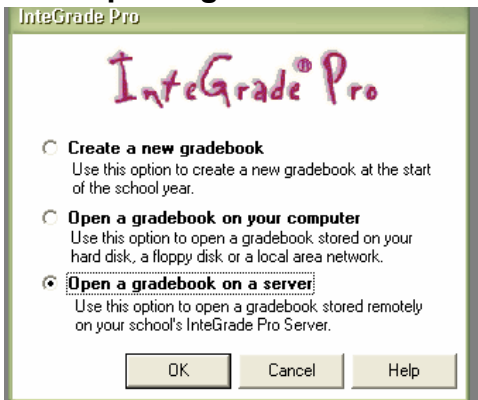 InteGrade Pro
InteGrade® Pro
Create a new gradebook
Use this option to create a new gradebook at the start
of the school year.
Open a gradebook on your computer
Use this option to open a gradebook stored on your
hard disk, a floppy disk or a local area network.
Open a gradebook on a server
Use this option to open a gradebook stored remotely
on your school's InteGrade Pro Server.
OK Cancel Help